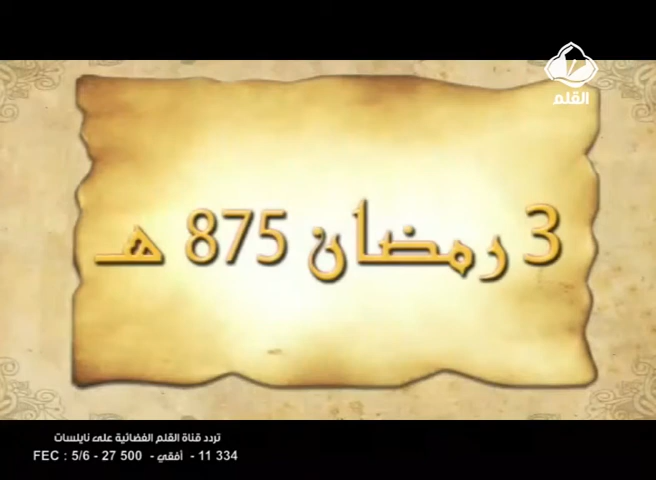 القلم
3 رمضان 875 هـ
تردد قناة القلم الفضائية على نايلسات
11 334 - أفقي - 27 500 - FEC : 5/6